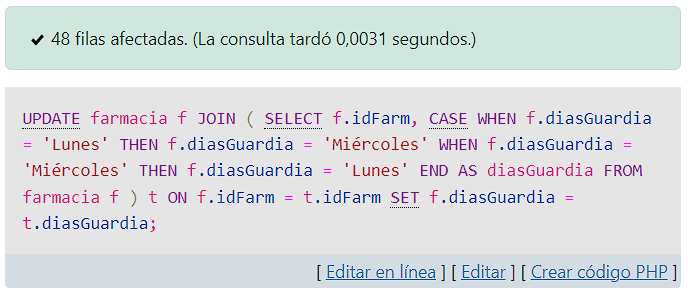 48 filas afectadas. (La consulta tardó 0,0031 segundos.)
UPDATE farmacia f JOIN ( SELECT f.idFarm, CASE WHEN f.diasGuardia
= 'Lunes' THEN f.diasGuardia = 'Miércoles' WHEN f.diasGuardia =
'Miércoles' THEN f.diasGuardia = 'Lunes' END AS diasGuardia FROM
farmacia f ) t ON f.idFarm = t.idFarm SET f.diasGuardia =
t.diasGuardia;
[ Editar en línea ] [ Editar ] [ Crear código PHP ]